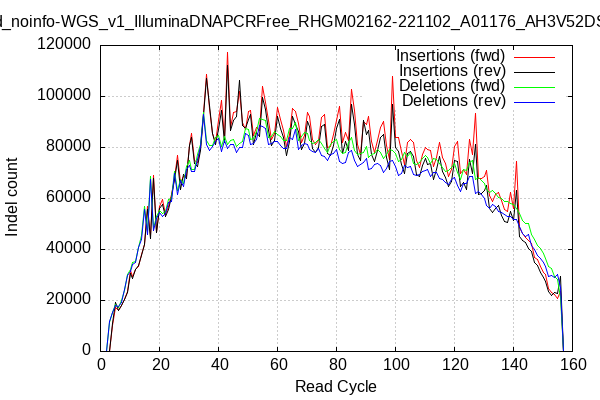 d_noinfo-WGS_v1_IlluminaDNAPCRFree_RHGM02162-221102_A01176_AH3V52DS
Insertions (fwd)
Insertions (rev)
Deletions (fwd)
Deletions (rev)
120000
100000
80000
60000
40000
20000
0
Indel count
0 20 40 60 80 100 120 140 160
Read Cycle